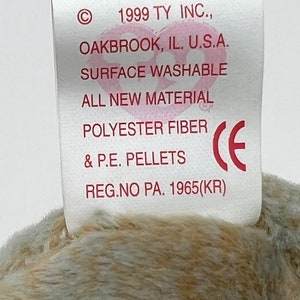 © 1999 TY INC.,
OAKBROOK, IL. U.S.A.
SURFACE WASHABLE
ALL NEW MATERIAL
POLYESTER FIBER
& P.E. PELLETS CE
REG.NO PA. 1965(KR)